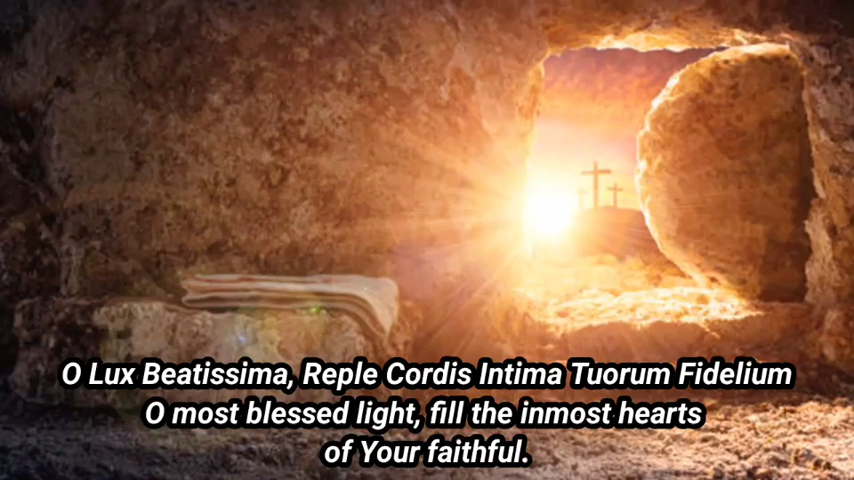 O Lux Beatissima, Reple Cordis Intima Tuorum Fidelium
O most blessed light, fill the inmost hearts
of Your faithful.